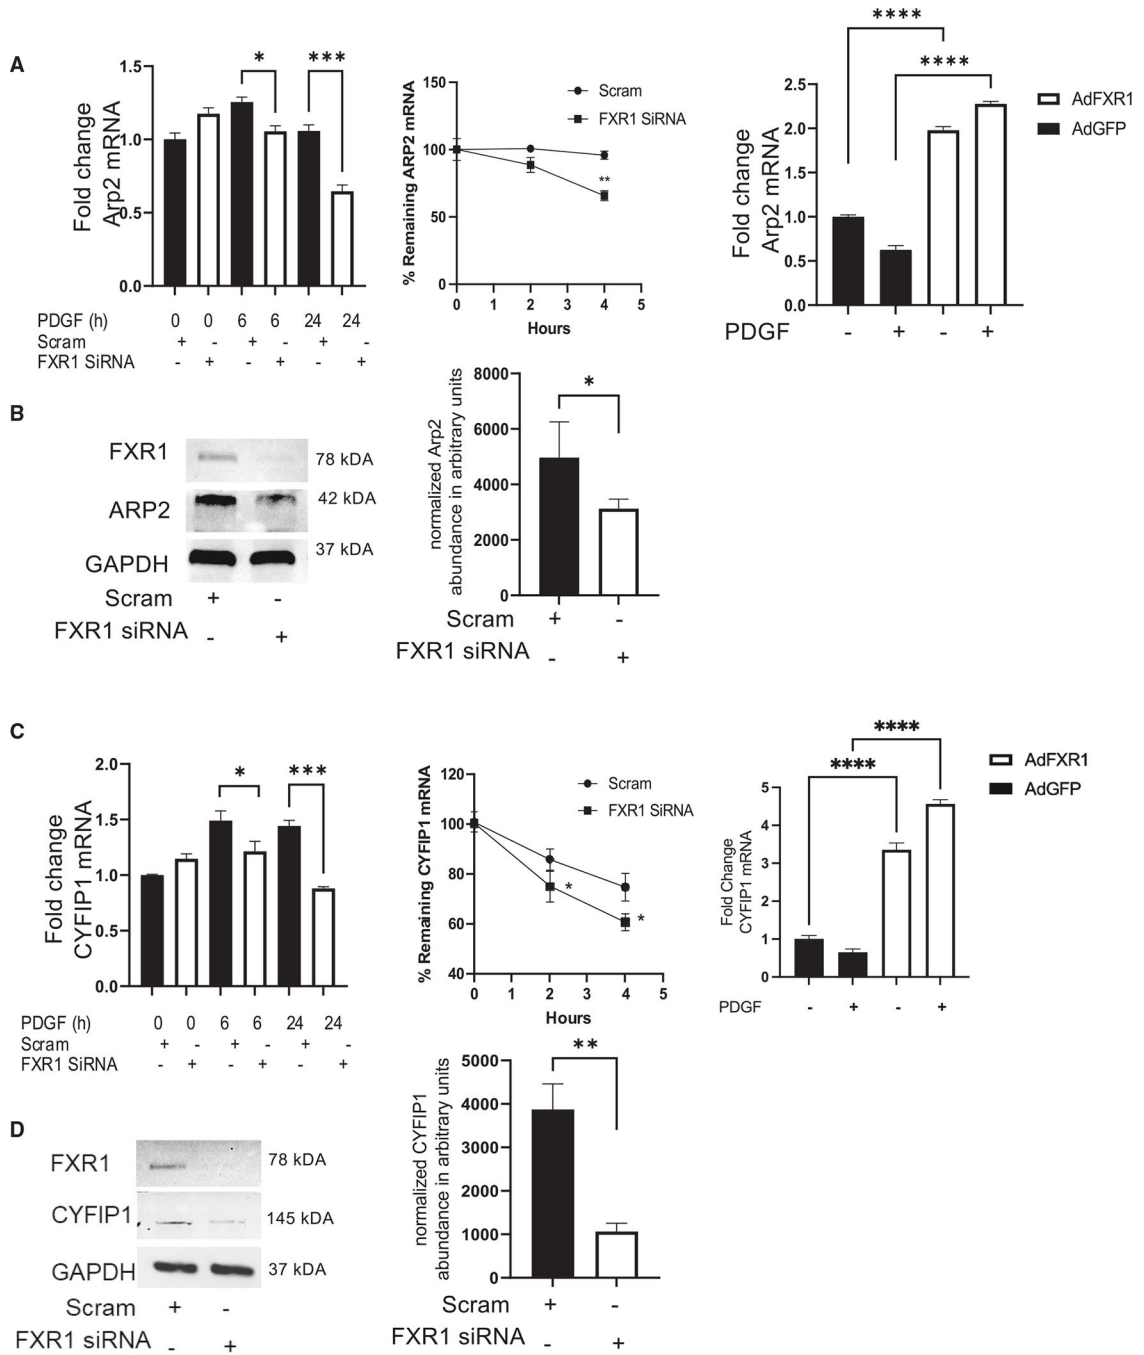 A
Fold change
Arp2 mRNA
1.5
1.0
0.5
0.0
*
***
PDGF (h) 0 0 6 6 24 24
Scram + - + - + -
FXR1 SiRNA - + - + - +
% Remaining ARP2 mRNA
150
100
50
0
Scram
FXR1 SiRNA
**
0 1 2 3 4 5
Hours
Fold change
Arp2 mRNA
2.5
2.0
1.5
1.0
0.5
0.0
****
****
AdFXR1
AdGFP
PDGF - + - +
B
FXR1 78 kDA
ARP2 42 kDA
GAPDH 37 kDA
Scram + -
FXR1 siRNA - +
normalized Arp2
abundance in arbitrary units
8000
6000
4000
2000
0
*
Scram + -
FXR1 siRNA - +
C
Fold change
CYFIP1 mRNA
2.0
1.5
1.0
0.5
0.0
*
***
PDGF (h) 0 0 6 6 24 24
Scram + - + - + -
FXR1 SiRNA - + - + - +
% Remaining CYFIP1 mRNA
120
100
80
60
40
Scram
FXR1 SiRNA
*
*
0 1 2 3 4 5
Hours
Fold Change
CYFIP1 mRNA
5
4
3
2
1
0
****
****
AdFXR1
AdGFP
PDGF - + - +
D
FXR1 78 kDA
CYFIP1 145 kDA
GAPDH 37 kDA
Scram + -
FXR1 siRNA - +
normalized CYFIP1
abundance in arbitrary units
5000
4000
3000
2000
1000
0
**
Scram + -
FXR1 siRNA - +